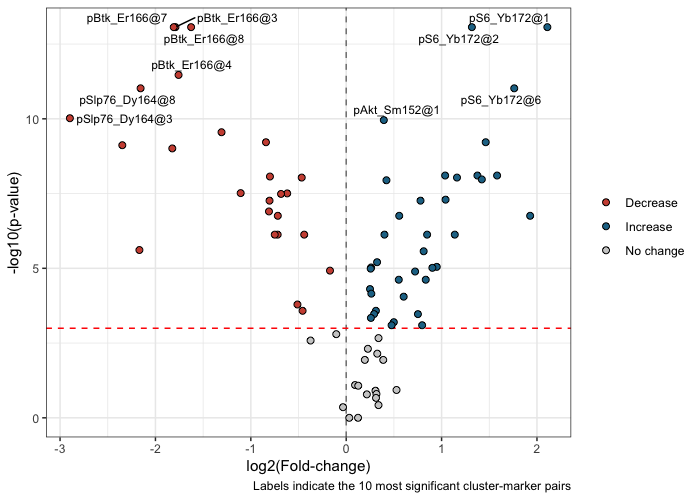 pBtk_Er166@7
pBtk_Er166@3
pS6_Yb172@1
pBtk_Er166@8
pS6_Yb172@2
pBtk_Er166@4
pSlp76_Dy164@8
pS6_Yb172@6
pAkt_Sm152@1
pSlp76_Dy164@3
10
5
0
-log10(p-value)
-3
-2
-1
0
1
2
log2(Fold-change)
Decrease
Increase
No change
Labels indicate the 10 most significant cluster-marker pairs